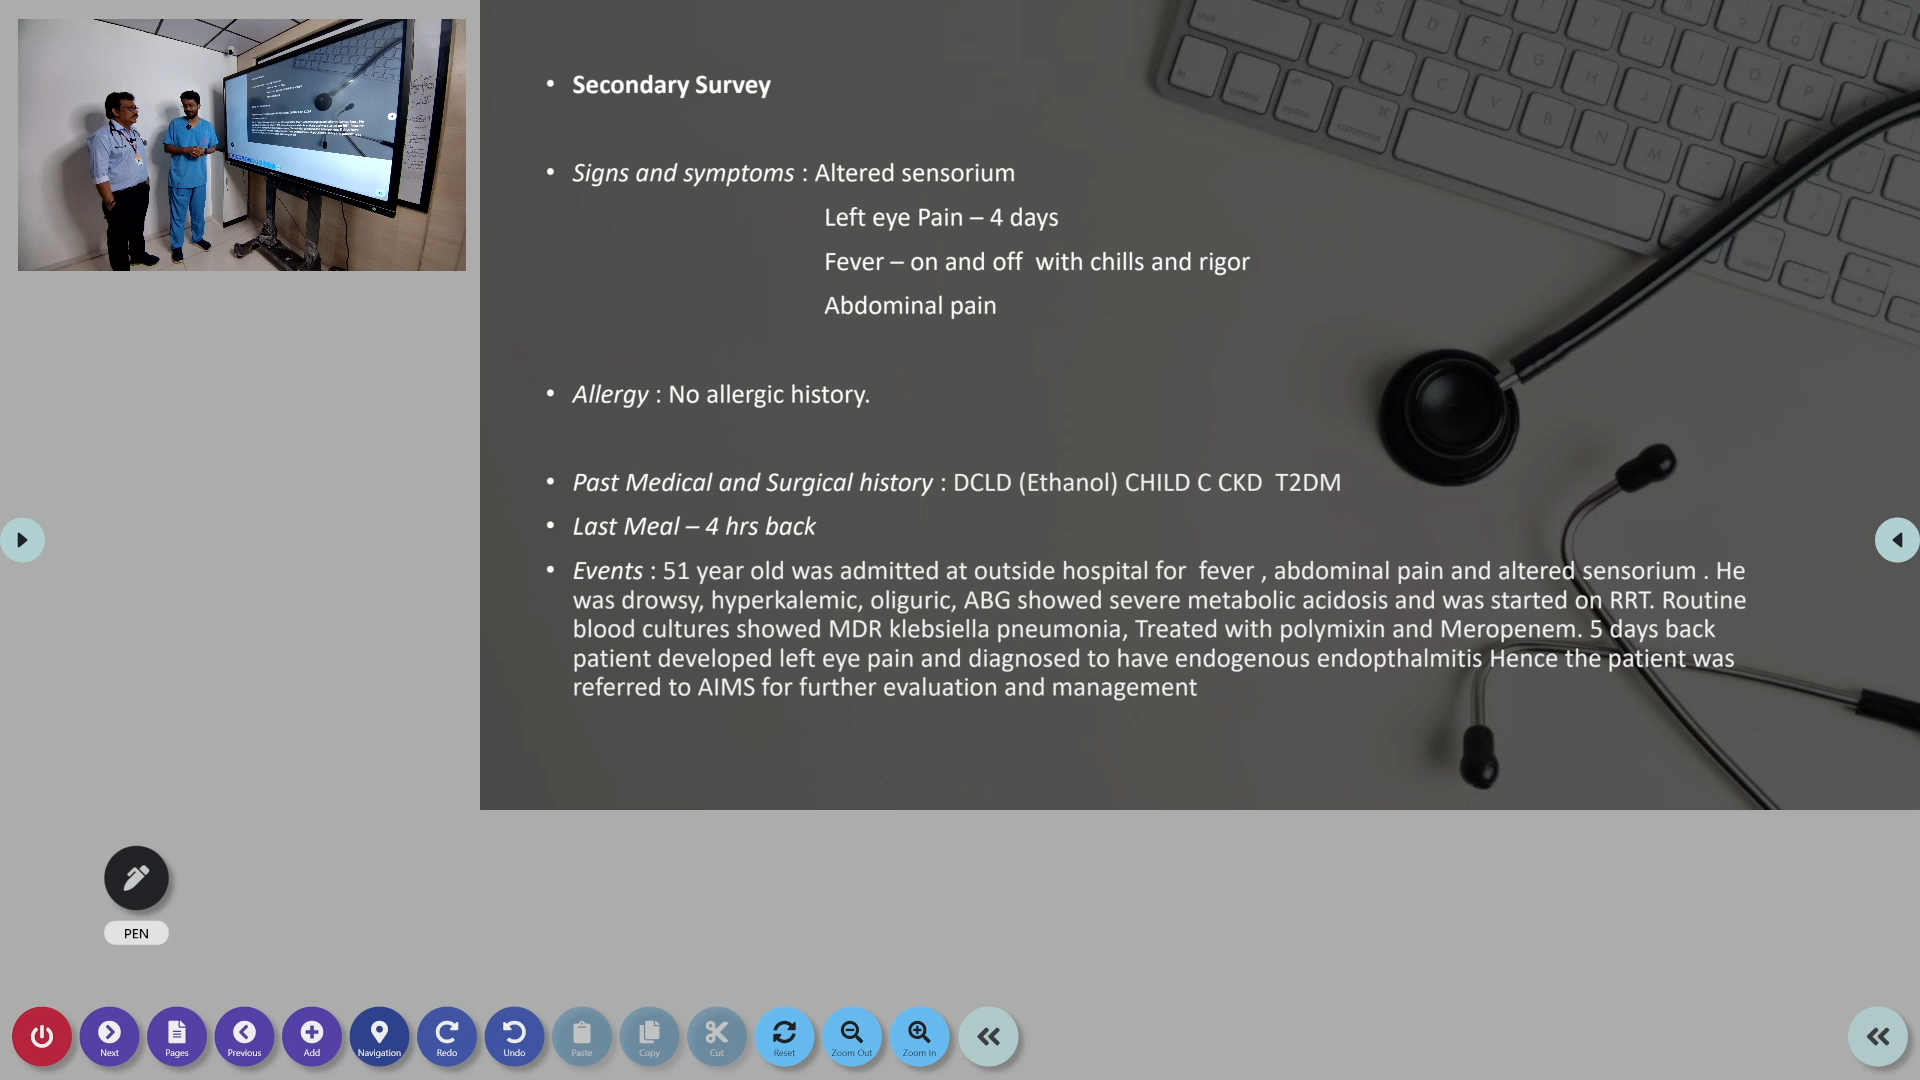 Secondary Survey
Signs and symptoms : Altered sensorium
Left eye Pain – 4 days
Fever – on and off with chills and rigor
Abdominal pain
Allergy : No allergic history.
Past Medical and Surgical history : DCLD (Ethanol) CHILD C CKD T2DM
Last Meal – 4 hrs back
Events : 51 year old was admitted at outside hospital for fever , abdominal pain and altered sensorium . He
was drowsy, hyperkalemic, oliguric, ABG showed severe metabolic acidosis and was started on RRT. Routine
blood cultures showed MDR klebsiella pneumonia, Treated with polymixin and Meropenem. 5 days back
patient developed left eye pain and diagnosed to have endogenous endopthalmitis Hence the patient was
referred to AIMS for further evaluation and management
PEN
Next
Pages
Previous
Add
Navigation
Redo
Undo
Paste
Copy
Cut
Reset
Zoom Out
Zoom In